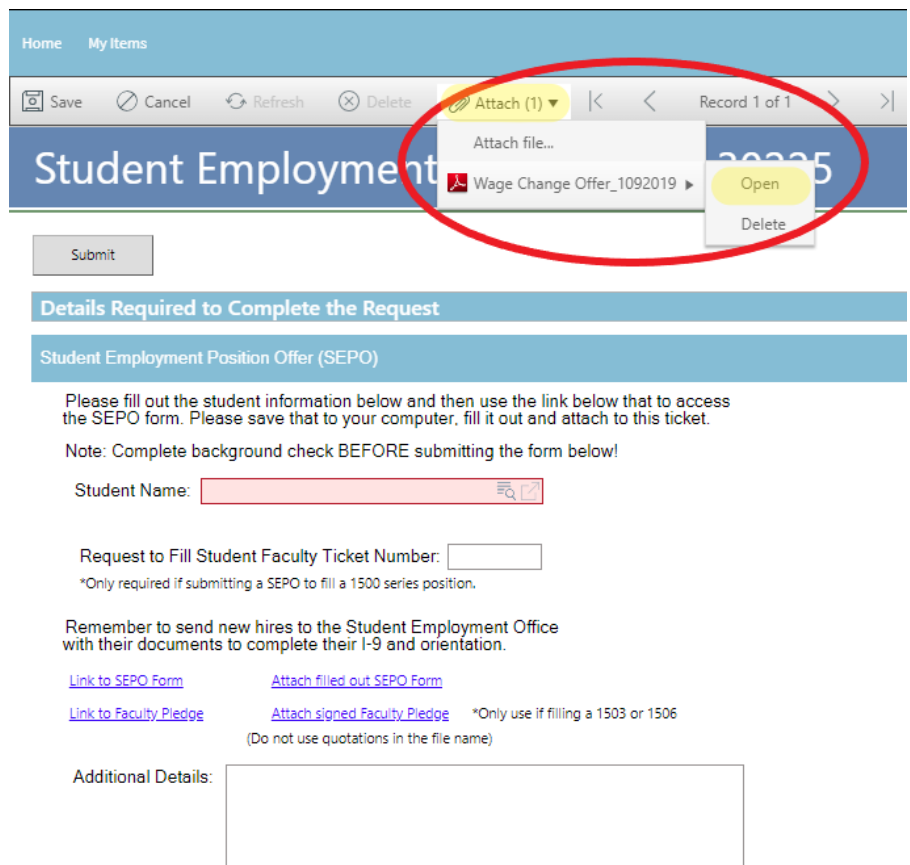 Home My Items
Save Cancel Refresh Delete Attach (1) Record 1 of 1
Attach file...
Student Employment 30225
Wage Change Offer_1092019 Open
Delete
Submit
Details Required to Complete the Request
Student Employment Position Offer (SEPO)
Please fill out the student information below and then use the link below that to access
the SEPO form. Please save that to your computer, fill it out and attach to this ticket.
Note: Complete background check BEFORE submitting the form below!
Student Name:
Request to Fill Student Faculty Ticket Number:
*Only required if submitting a SEPO to fill a 1500 series position.
Remember to send new hires to the Student Employment Office
with their documents to complete their I-9 and orientation.
Link to SEPO Form Attach filled out SEPO Form
Link to Faculty Pledge Attach signed Faculty Pledge *Only use if filling a 1503 or 1506
(Do not use quotations in the file name)
Additional Details: